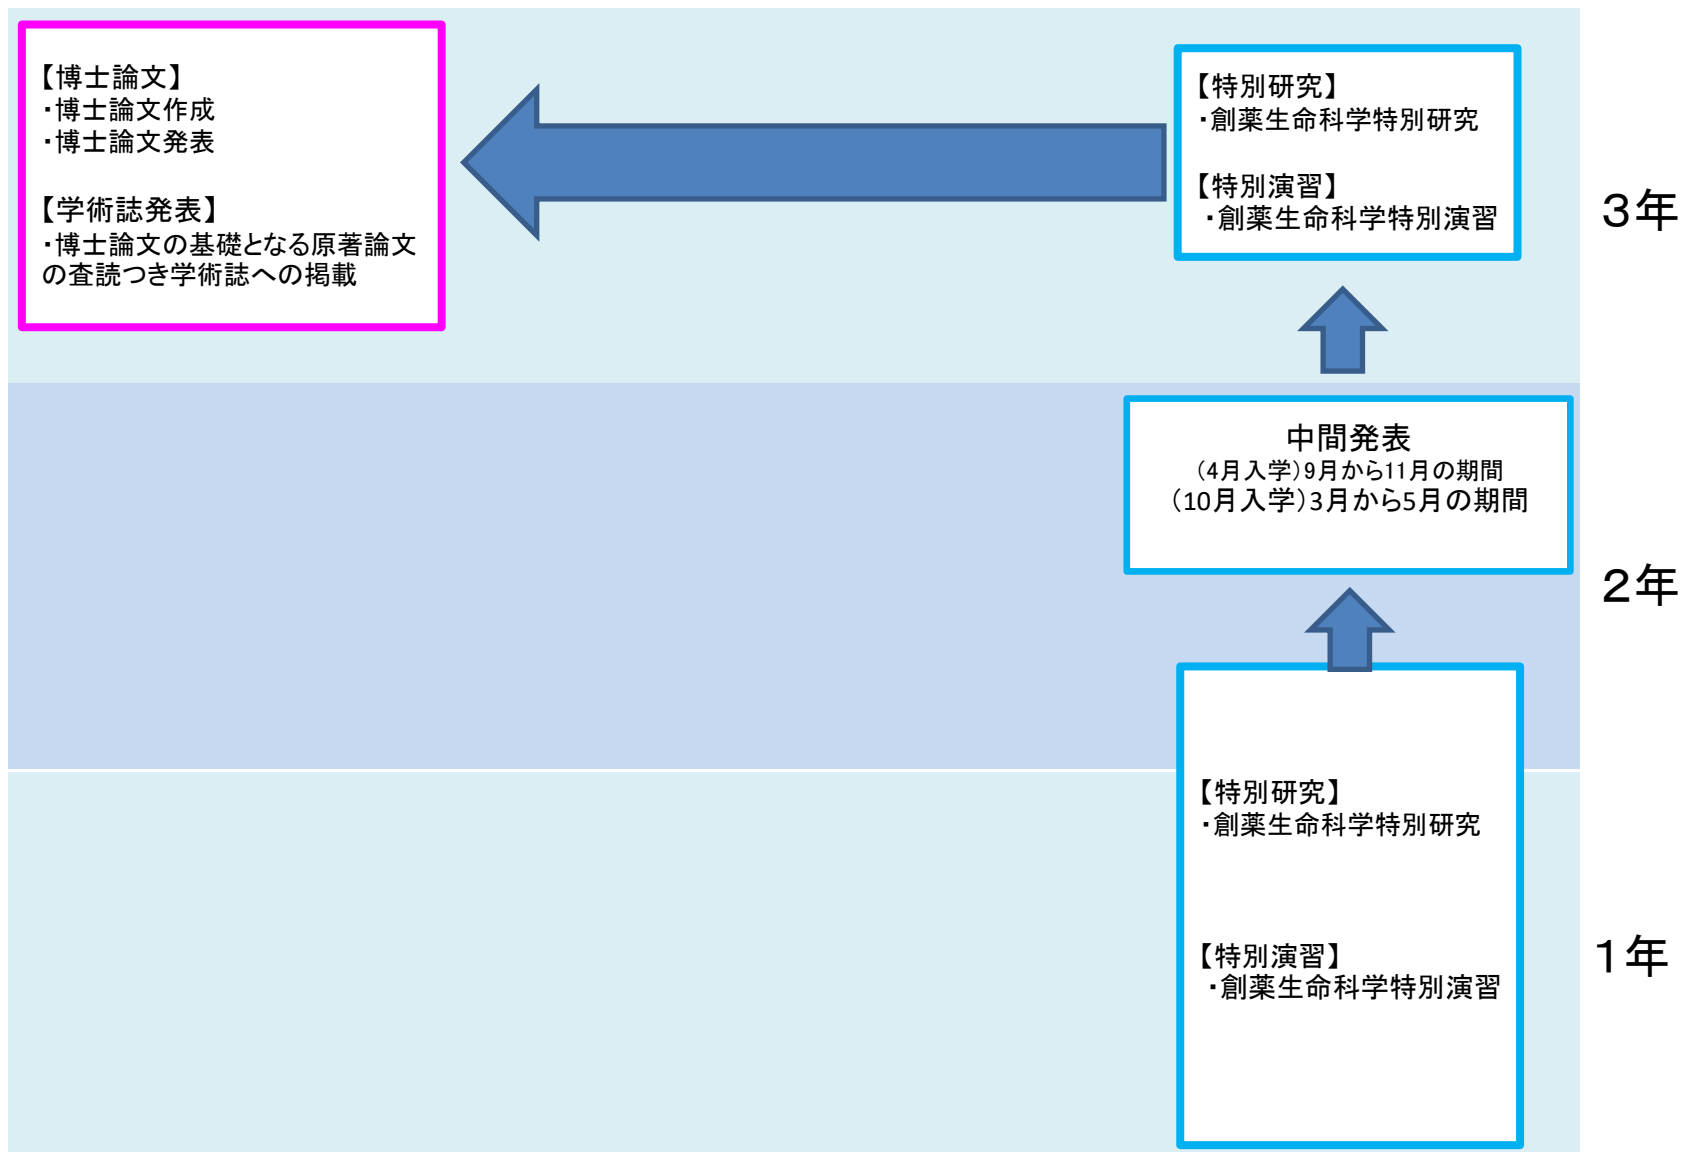 【博士論文】
・博士論文作成
・博士論文発表
【学術誌発表】
・博士論文の基礎となる原著論文
の査読つき学術誌への掲載
【特別研究】
・創薬生命科学特別研究
【特別演習】
・創薬生命科学特別演習
３年
中間発表
（4月入学）9月から11月の期間
（10月入学）3月から5月の期間
２年
【特別研究】
・創薬生命科学特別研究
【特別演習】
・創薬生命科学特別演習
１年